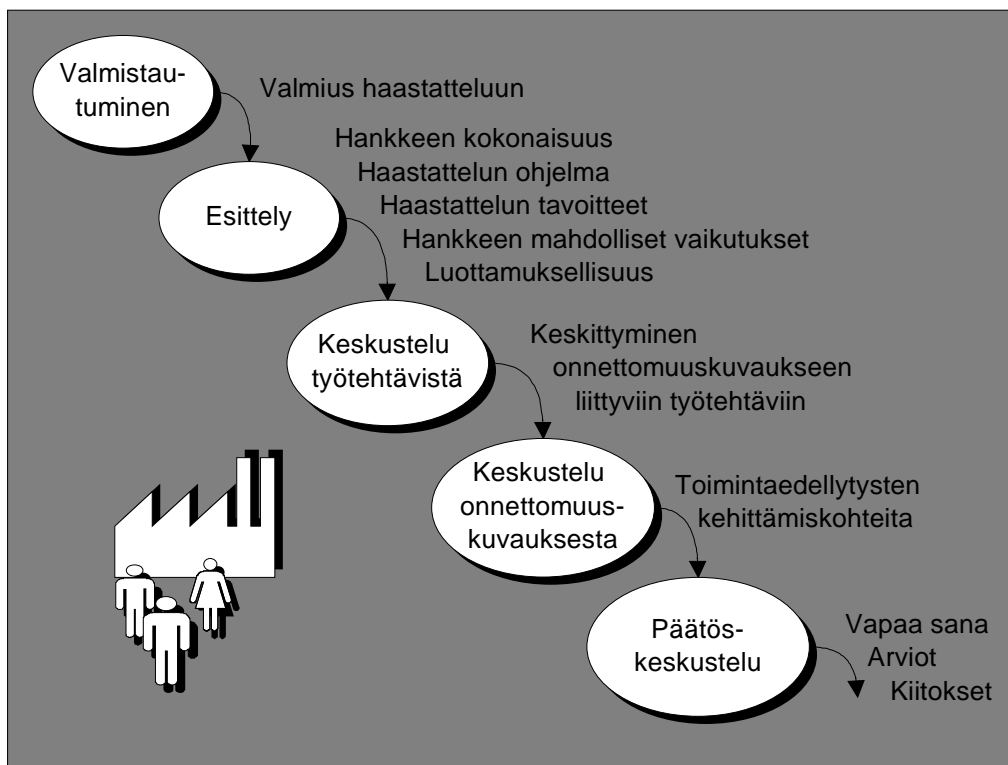 Valmistau-
tuminen
Valmius haastatteluun
Hankkeen kokonaisuus
Haastattelun ohjelma
Haastattelun tavoitteet
Hankkeen mahdolliset vaikutukset
Luottamuksellisuus
Esittely
Keskustelu
työtehtävistä
Keskittyminen
onnettomuuskuvaukseen
liittyviin työtehtäviin
Keskustelu
onnettomuus-
kuvauksesta
Toimintaedellytysten
kehittämiskohteita
Päätös-
keskustelu
Vapaa sana
Arviot
Kiitokset